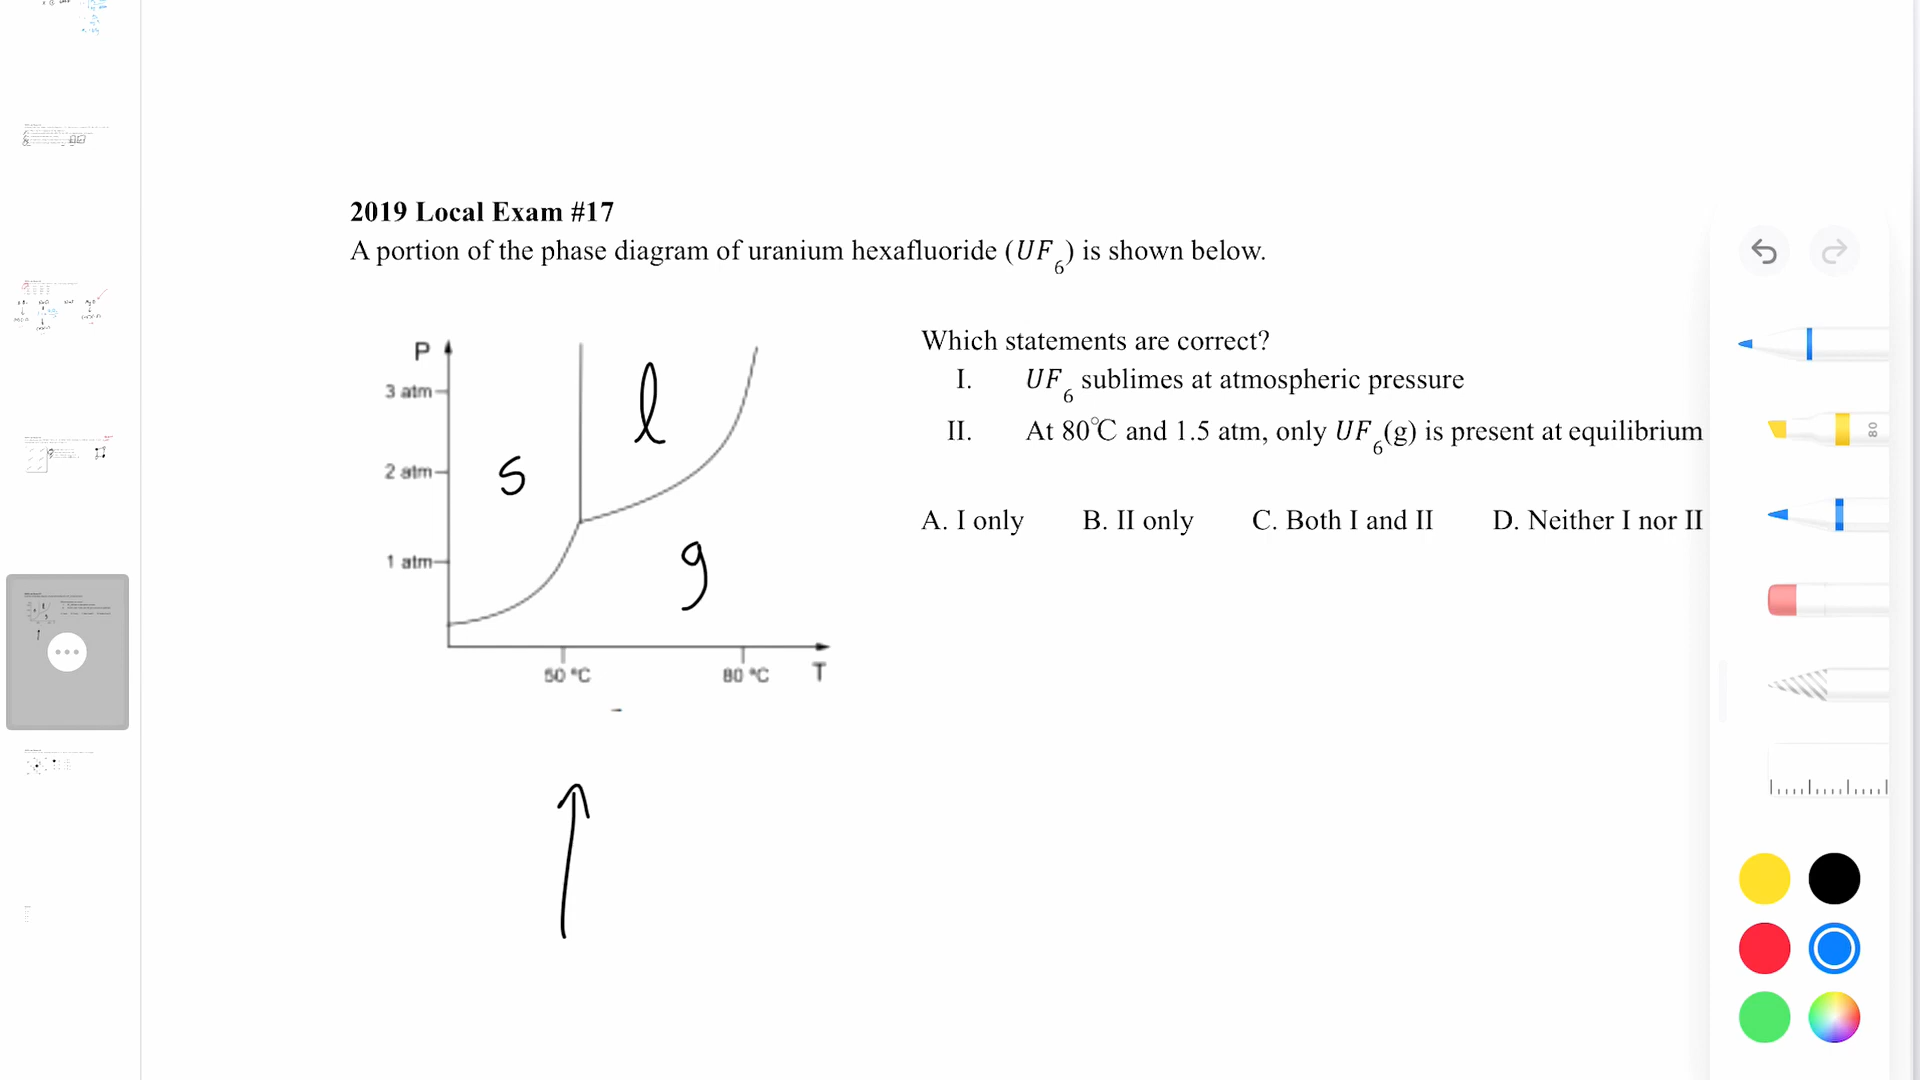 2019 Local Exam #17
A portion of the phase diagram of uranium hexafluoride (UF₆) is shown below.
Which statements are correct?
I. UF₆ sublimes at atmospheric pressure
II. At 80℃ and 1.5 atm, only UF₆(g) is present at equilibrium
A. I only B. II only C. Both I and II D. Neither I nor II
P
3 atm
2 atm
1 atm
l
s
g
50 °C 80 °C T
80